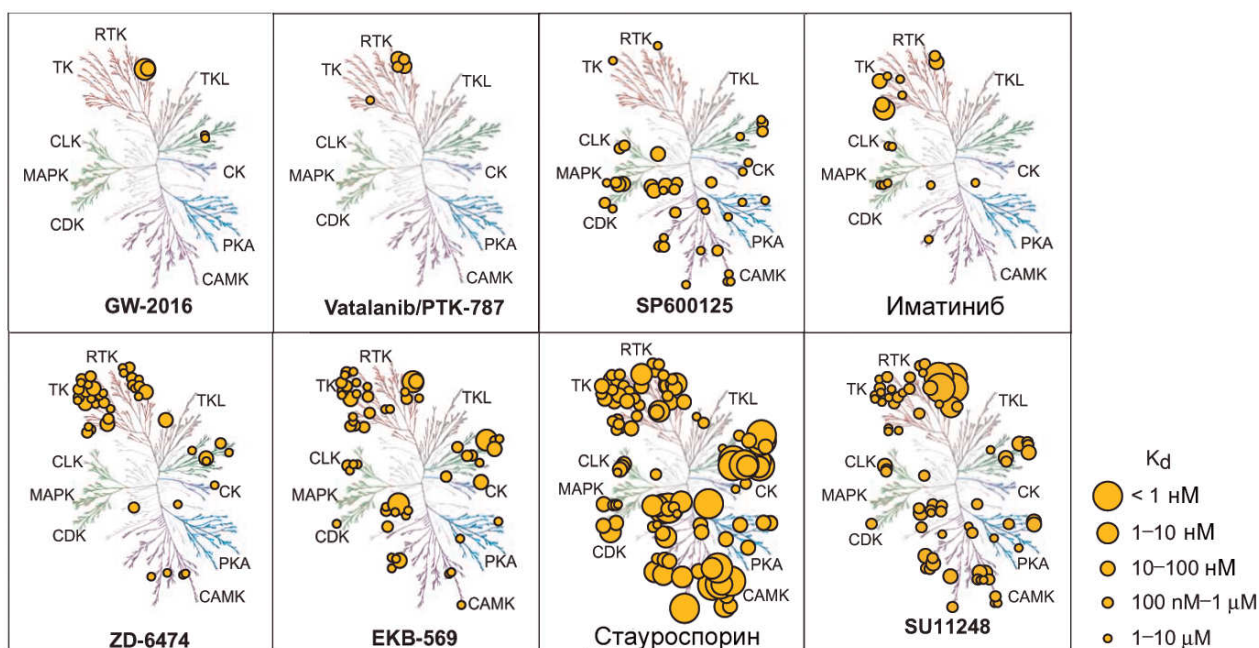 RTK
TK
TKL
CLK
MAPK
CK
CDK
PKA
CAMK
GW-2016
RTK
TK
TKL
CLK
MAPK
CK
CDK
PKA
CAMK
Vatalanib/PTK-787
RTK
TK
TKL
CLK
MAPK
CK
CDK
PKA
CAMK
SP600125
RTK
TK
TKL
CLK
MAPK
CK
CDK
PKA
CAMK
Иматиниб
RTK
TK
TKL
CLK
MAPK
CK
CDK
PKA
CAMK
ZD-6474
RTK
TK
TKL
CLK
MAPK
CK
CDK
PKA
CAMK
EKB-569
RTK
TK
TKL
CLK
MAPK
CK
CDK
PKA
CAMK
Стауроспорин
RTK
TK
TKL
CLK
MAPK
CK
CDK
PKA
CAMK
SU11248
Kd
< 1 нМ
1–10 нМ
10–100 нМ
100 nM–1 μM
1–10 μM